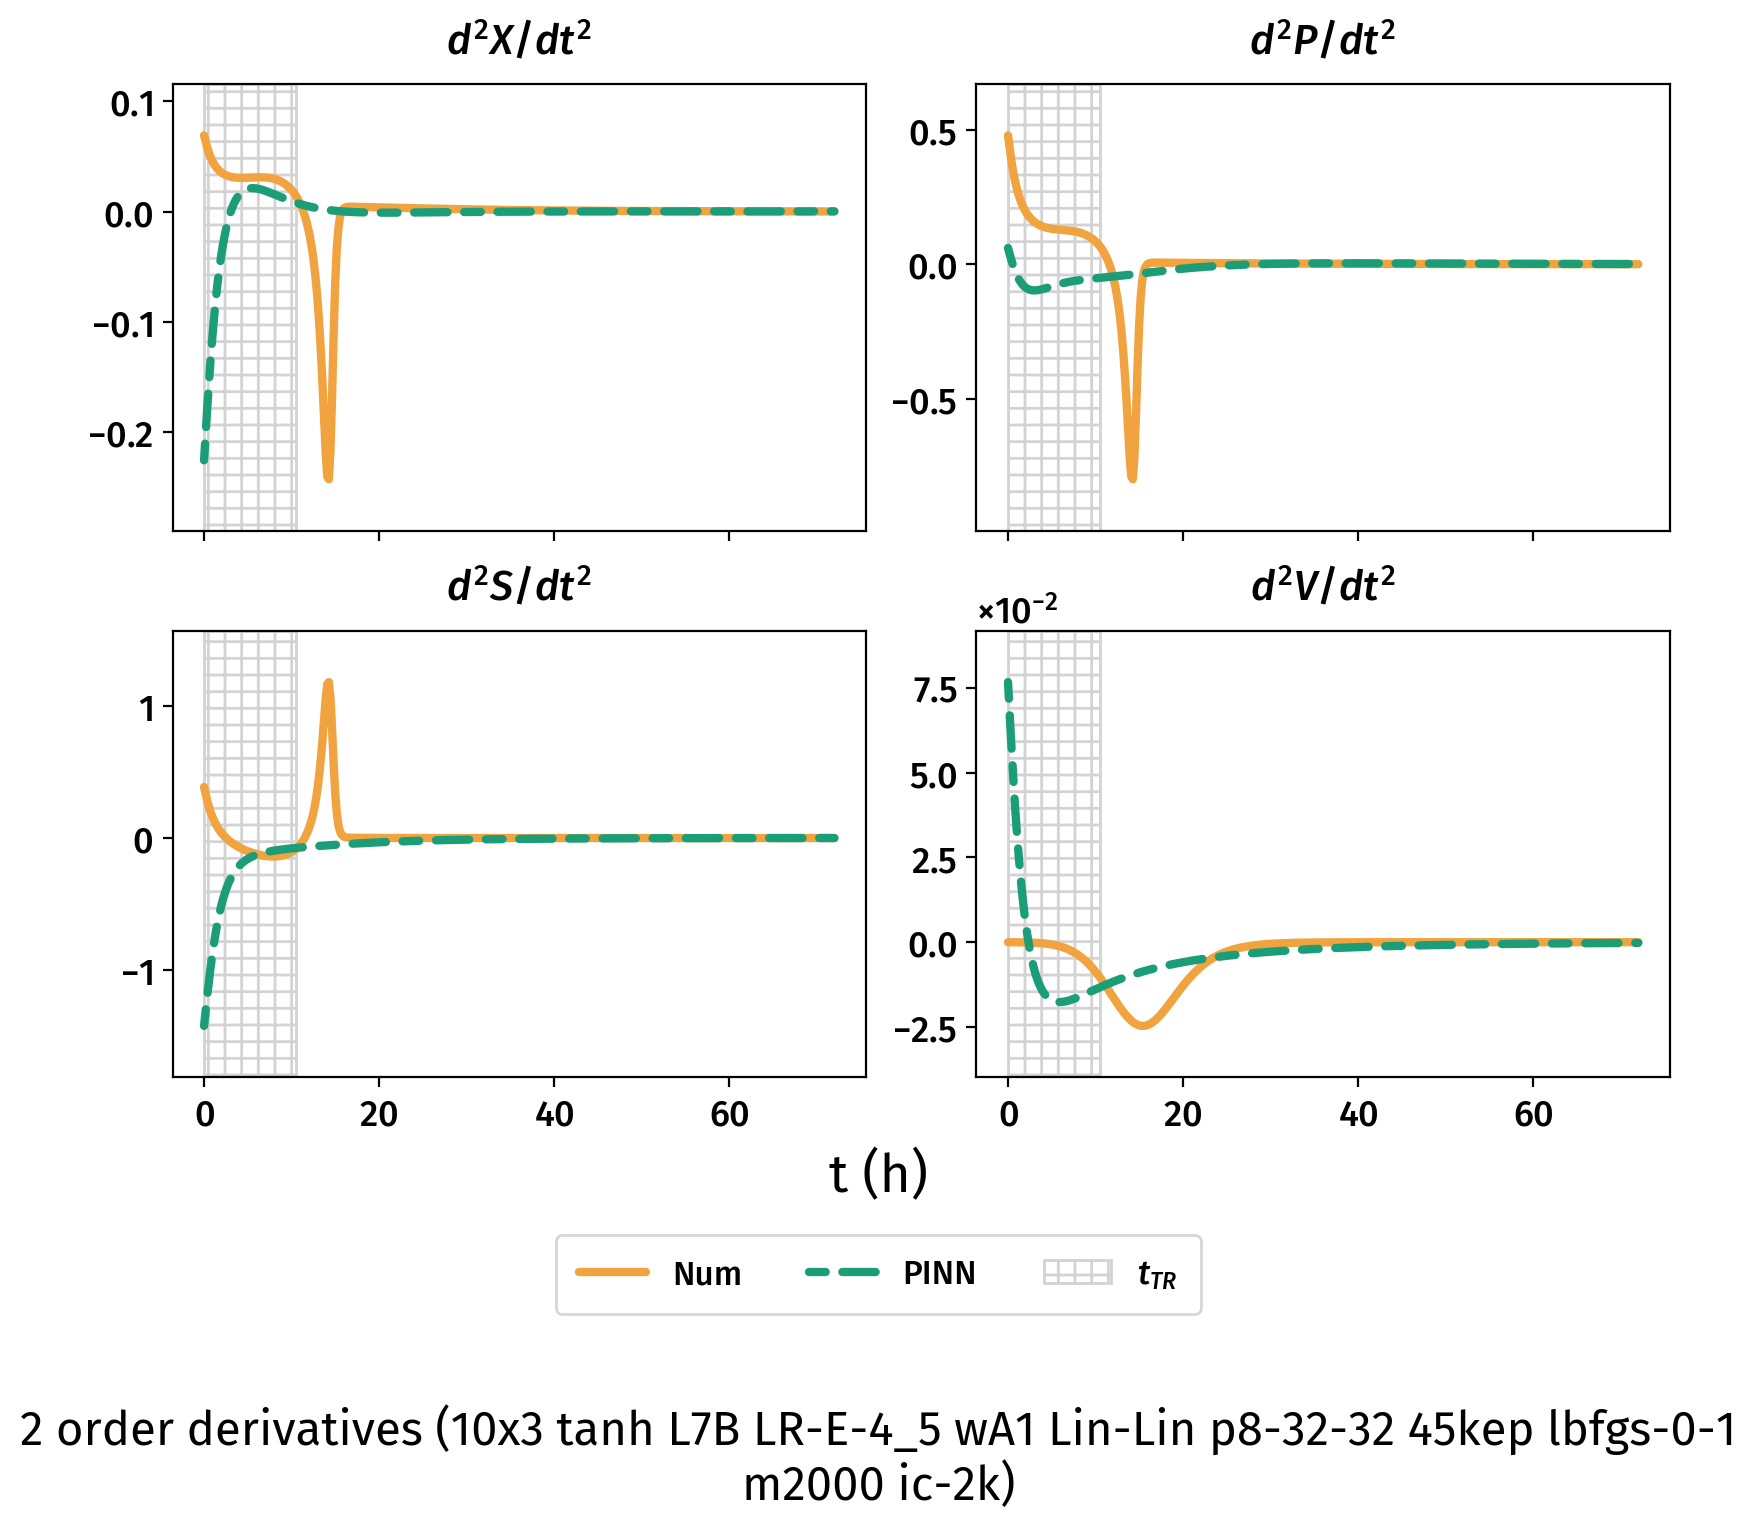 d²X/dt²
d²P/dt²
0.1
0.0
−0.1
−0.2
0.5
0.0
−0.5
d²S/dt²
d²V/dt²
×10⁻²
1
0
−1
7.5
5.0
2.5
0.0
−2.5
0 20 40 60
0 20 40 60
t (h)
Num PINN t_TR
2 order derivatives (10x3 tanh L7B LR-E-4_5 wA1 Lin-Lin p8-32-32 45kep lbfgs-0-1
m2000 ic-2k)